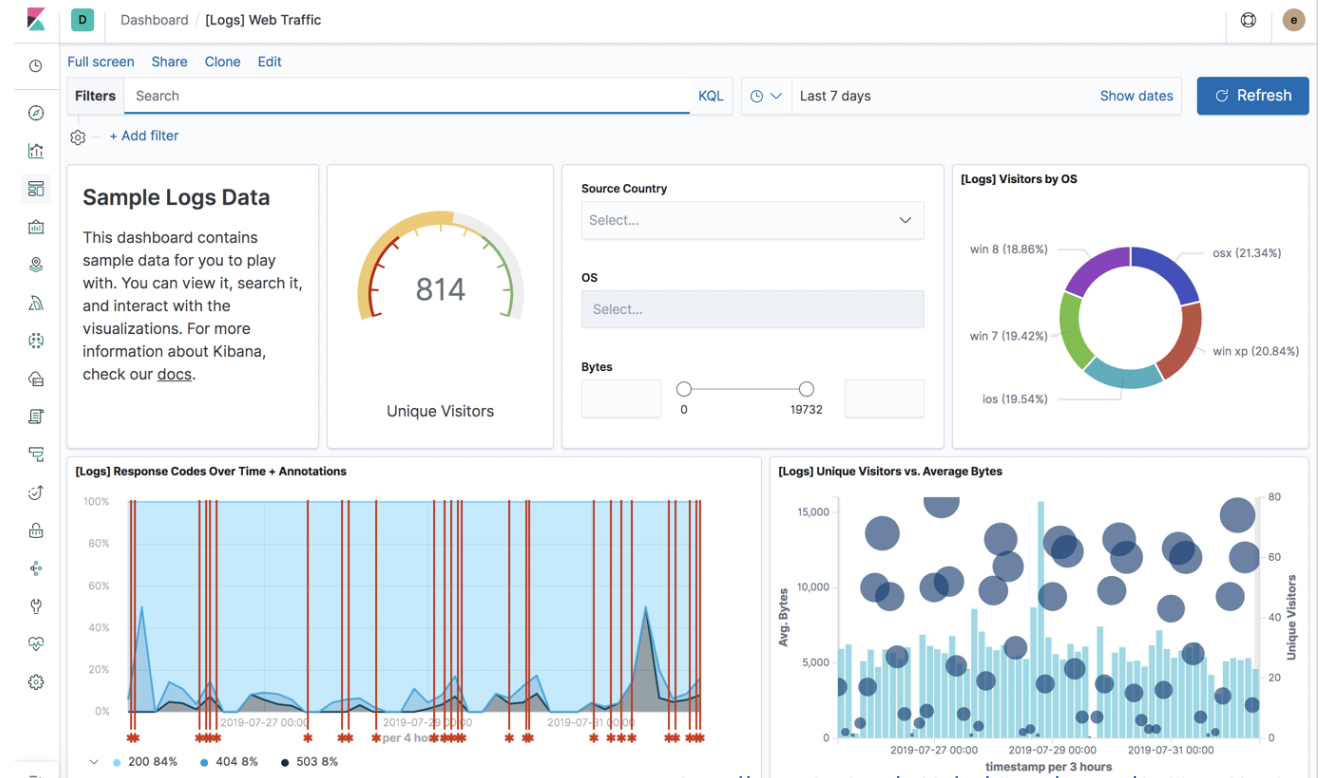 D
Dashboard / [Logs] Web Traffic
e
Full screen Share Clone Edit
Filters Search KQL Last 7 days Show dates Refresh
+ Add filter
Sample Logs Data
This dashboard contains
sample data for you to play
with. You can view it, search it,
and interact with the
visualizations. For more
information about Kibana,
check our docs.
814
Unique Visitors
Source Country
Select...
OS
Select...
Bytes
0 19732
[Logs] Visitors by OS
win 8 (18.86%)
osx (21.34%)
win 7 (19.42%)
win xp (20.84%)
ios (19.54%)
[Logs] Response Codes Over Time + Annotations
100%
80%
60%
40%
20%
0%
2019-07-27 00:00 2019-07-29 00:00 2019-07-31 00:00
per 4 hours
200 84% 404 8% 503 8%
[Logs] Unique Visitors vs. Average Bytes
15,000
10,000
5,000
0
Avg. Bytes
80
60
40
20
0
Unique Visitors
2019-07-27 00:00 2019-07-29 00:00 2019-07-31 00:00
timestamp per 3 hours